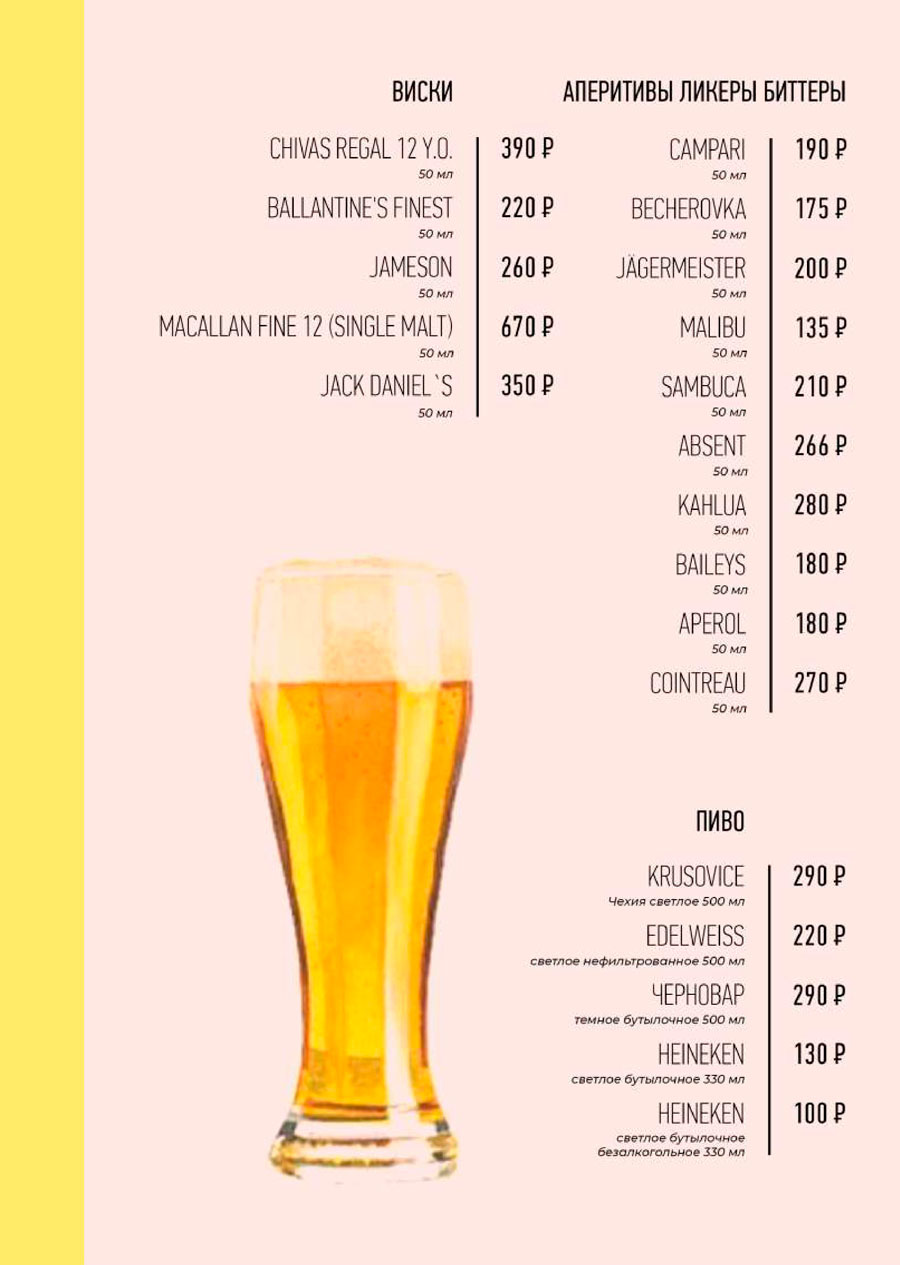 ВИСКИ
CHIVAS REGAL 12 Y.O. 390 ₽
50 мл
BALLANTINE'S FINEST 220 ₽
50 мл
JAMESON 260 ₽
50 мл
MACALLAN FINE 12 (SINGLE MALT) 670 ₽
50 мл
JACK DANIEL`S 350 ₽
50 мл
АПЕРИТИВЫ ЛИКЕРЫ БИТТЕРЫ
CAMPARI 190 ₽
50 мл
BECHEROVKA 175 ₽
50 мл
JÄGERMEISTER 200 ₽
50 мл
MALIBU 135 ₽
50 мл
SAMBUCA 210 ₽
50 мл
ABSENT 266 ₽
50 мл
KAHLUA 280 ₽
50 мл
BAILEYS 180 ₽
50 мл
APEROL 180 ₽
50 мл
COINTREAU 270 ₽
50 мл
ПИВО
KRUSOVICE 290 ₽
Чехия светлое 500 мл
EDELWEISS 220 ₽
светлое нефильтрованное 500 мл
ЧЕРНОВАР 290 ₽
темное бутылочное 500 мл
HEINEKEN 130 ₽
светлое бутылочное 330 мл
HEINEKEN 100 ₽
светлое бутылочное
безалкогольное 330 мл